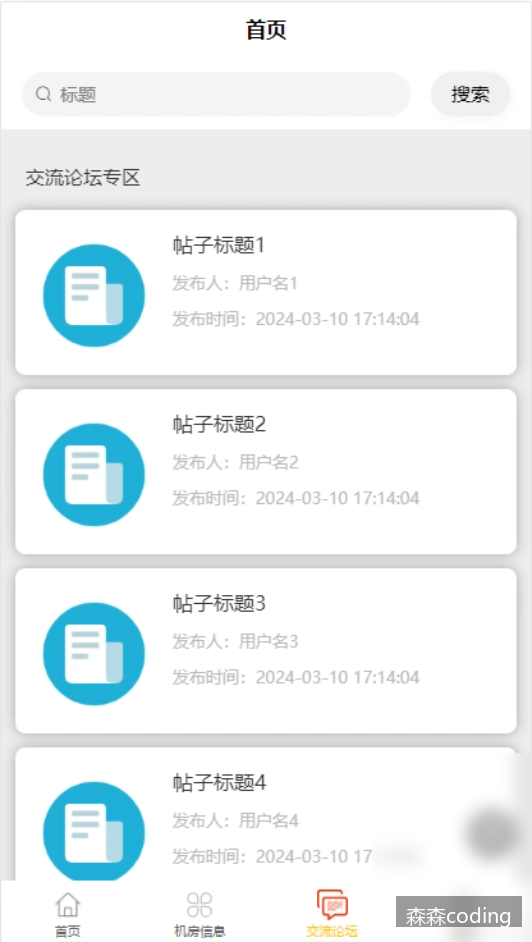 首页
标题
搜索
交流论坛专区
帖子标题1
发布人：用户名1
发布时间：2024-03-10 17:14:04
帖子标题2
发布人：用户名2
发布时间：2024-03-10 17:14:04
帖子标题3
发布人：用户名3
发布时间：2024-03-10 17:14:04
帖子标题4
发布人：用户名4
发布时间：2024-03-10 17
首页
机房信息
交流论坛
森森coding